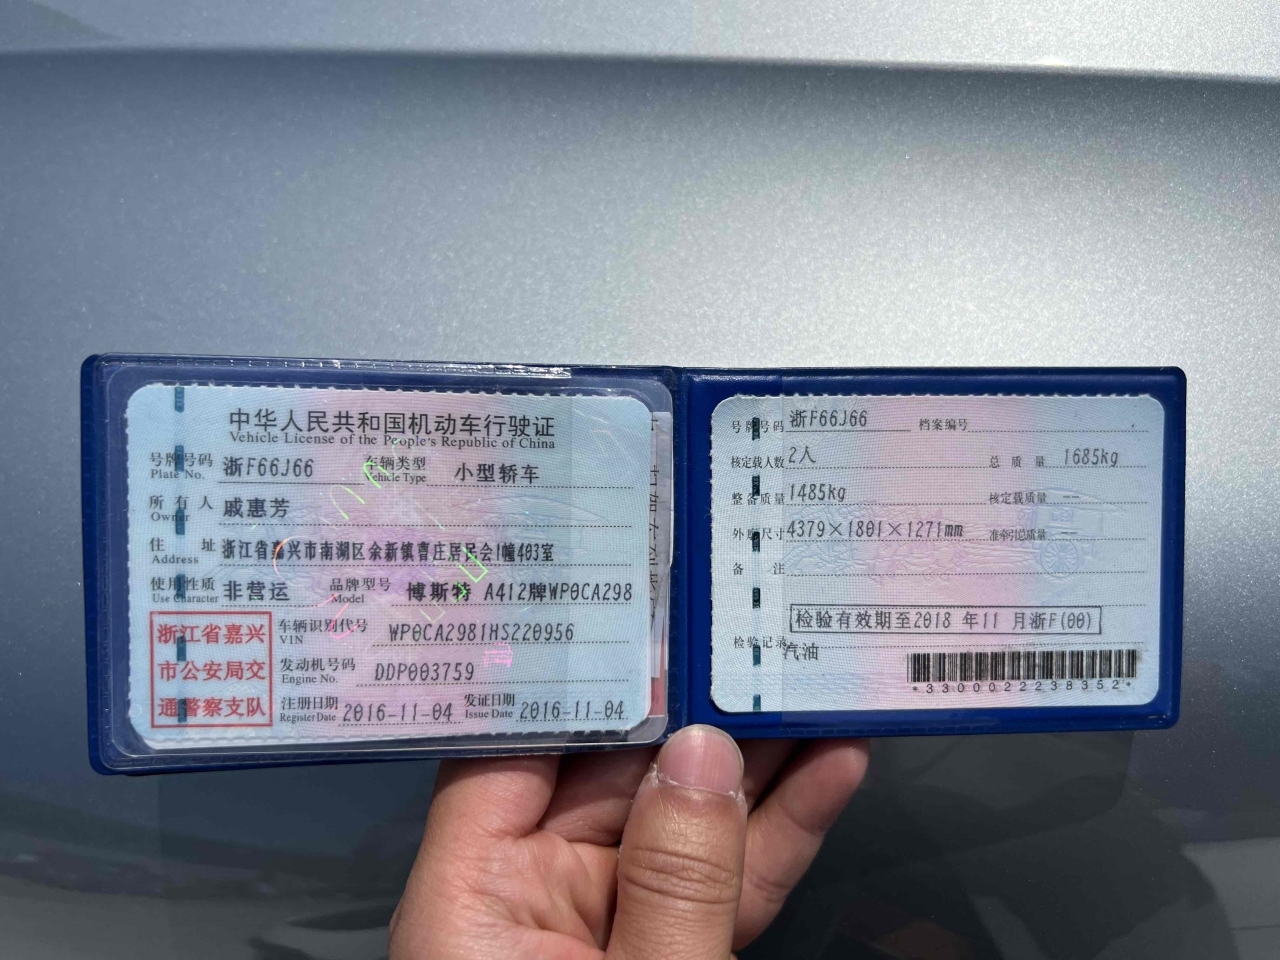 中华人民共和国机动车行驶证
Vehicle License of the People's Republic of China
号牌号码 浙F66J66 车辆类型 小型轿车
Plate No. Vehicle Type
所有人 戚惠芳
Owner
住址 浙江省嘉兴市南湖区余新镇曹庄居民会1幢403室
Address
使用性质 非营运 品牌型号 博斯特 A412牌WP0CA298
Use Character Model
浙江省嘉兴
市公安局交
通警察支队
车辆识别代号 WP0CA2981HS220956
VIN
发动机号码 DDP003759
Engine No.
注册日期 2016-11-04 发证日期 2016-11-04
Register Date Issue Date
号牌号码 浙F66J66 档案编号
核定载人数 2人 总质量 1685kg
整备质量 1485kg 核定载质量 --
外廓尺寸 4379×1801×1271mm 准牵引总质量 --
备注
检验有效期至2018 年11 月浙F(00)
检验记录 汽油
*3300022238352*